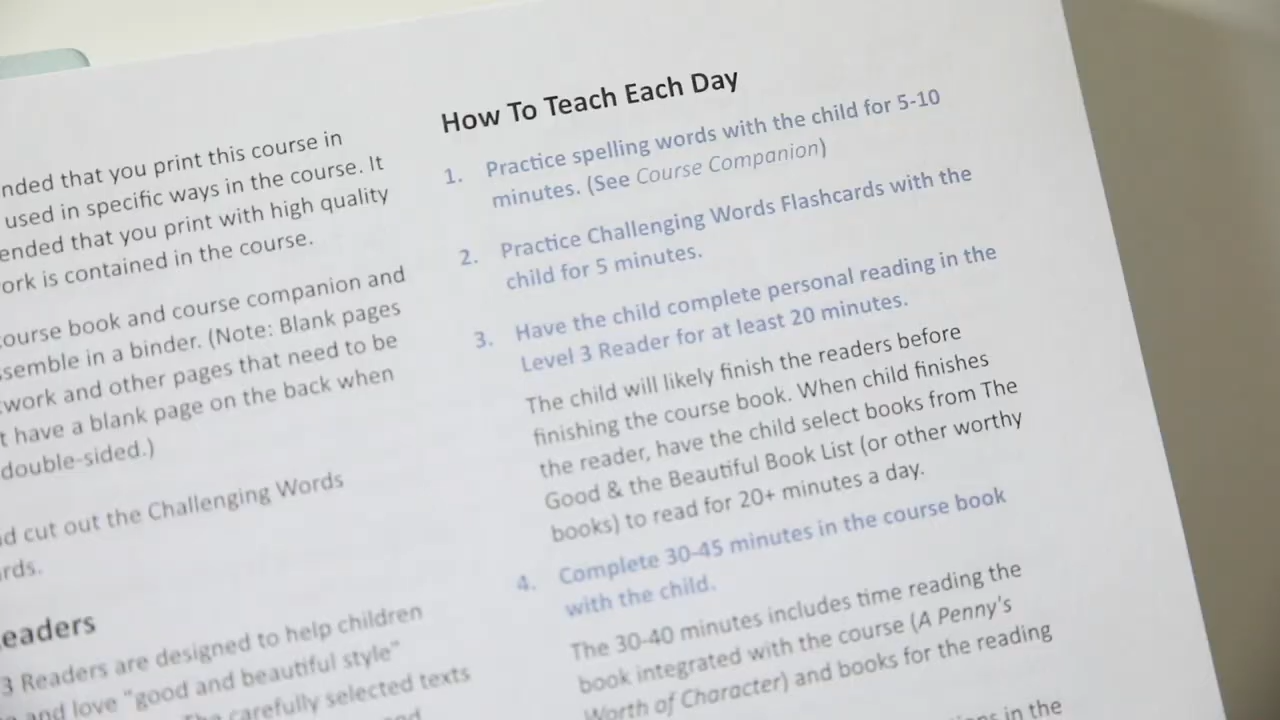 nded that you print this course in
used in specific ways in the course. It
ended that you print with high quality
ork is contained in the course.
ourse book and course companion and
ssemble in a binder. (Note: Blank pages
work and other pages that need to be
t have a blank page on the back when
double-sided.)
d cut out the Challenging Words
rds.
eaders
3 Readers are designed to help children
and love "good and beautiful style"
The carefully selected texts
How To Teach Each Day
1. Practice spelling words with the child for 5-10
minutes. (See Course Companion)
2. Practice Challenging Words Flashcards with the
child for 5 minutes.
3. Have the child complete personal reading in the
Level 3 Reader for at least 20 minutes.
The child will likely finish the readers before
finishing the course book. When child finishes
the reader, have the child select books from The
Good & the Beautiful Book List (or other worthy
books) to read for 20+ minutes a day.
4. Complete 30-45 minutes in the course book
with the child.
The 30-40 minutes includes time reading the
book integrated with the course (A Penny's
Worth of Character) and books for the reading
in the